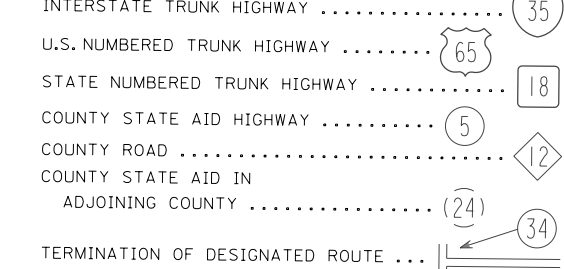 INTERSTATE TRUNK HIGHWAY ................ 35
U.S. NUMBERED TRUNK HIGHWAY ....... 65
STATE NUMBERED TRUNK HIGHWAY ............ 18
COUNTY STATE AID HIGHWAY ......... 5
COUNTY ROAD ............................ 12
COUNTY STATE AID IN
ADJOINING COUNTY ............... (24)
34
TERMINATION OF DESIGNATED ROUTE ...